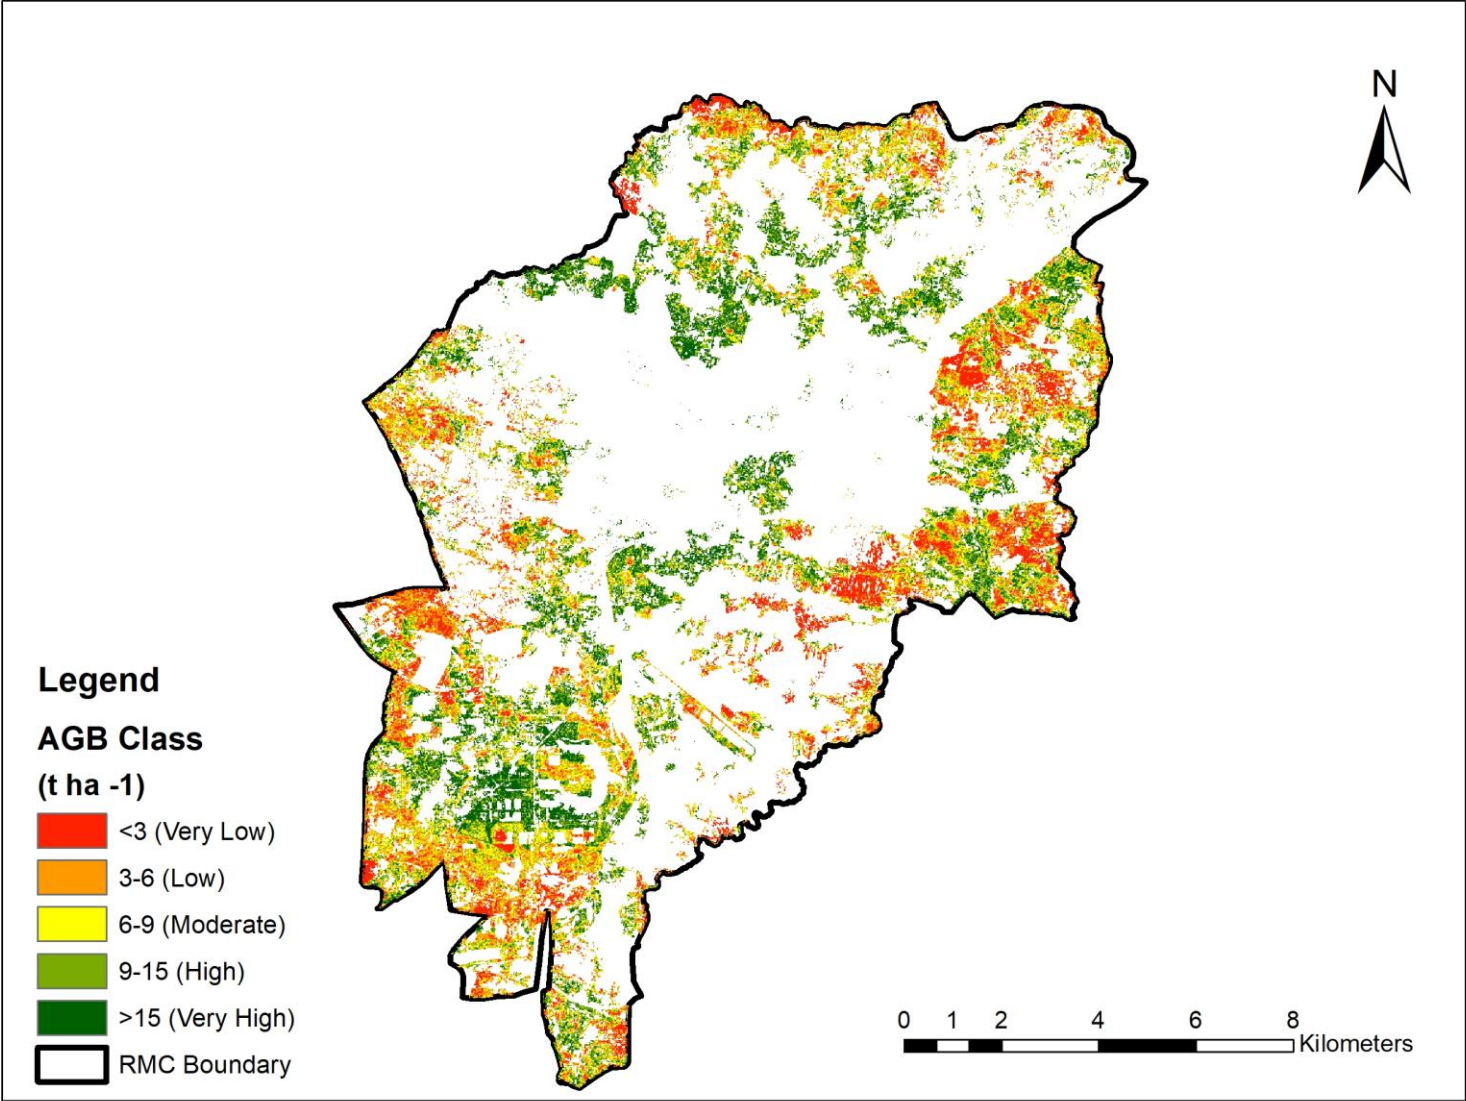 N
Legend
AGB Class
(t ha -1)
<3 (Very Low)
3-6 (Low)
6-9 (Moderate)
9-15 (High)
>15 (Very High)
RMC Boundary
0 1 2 4 6 8
Kilometers